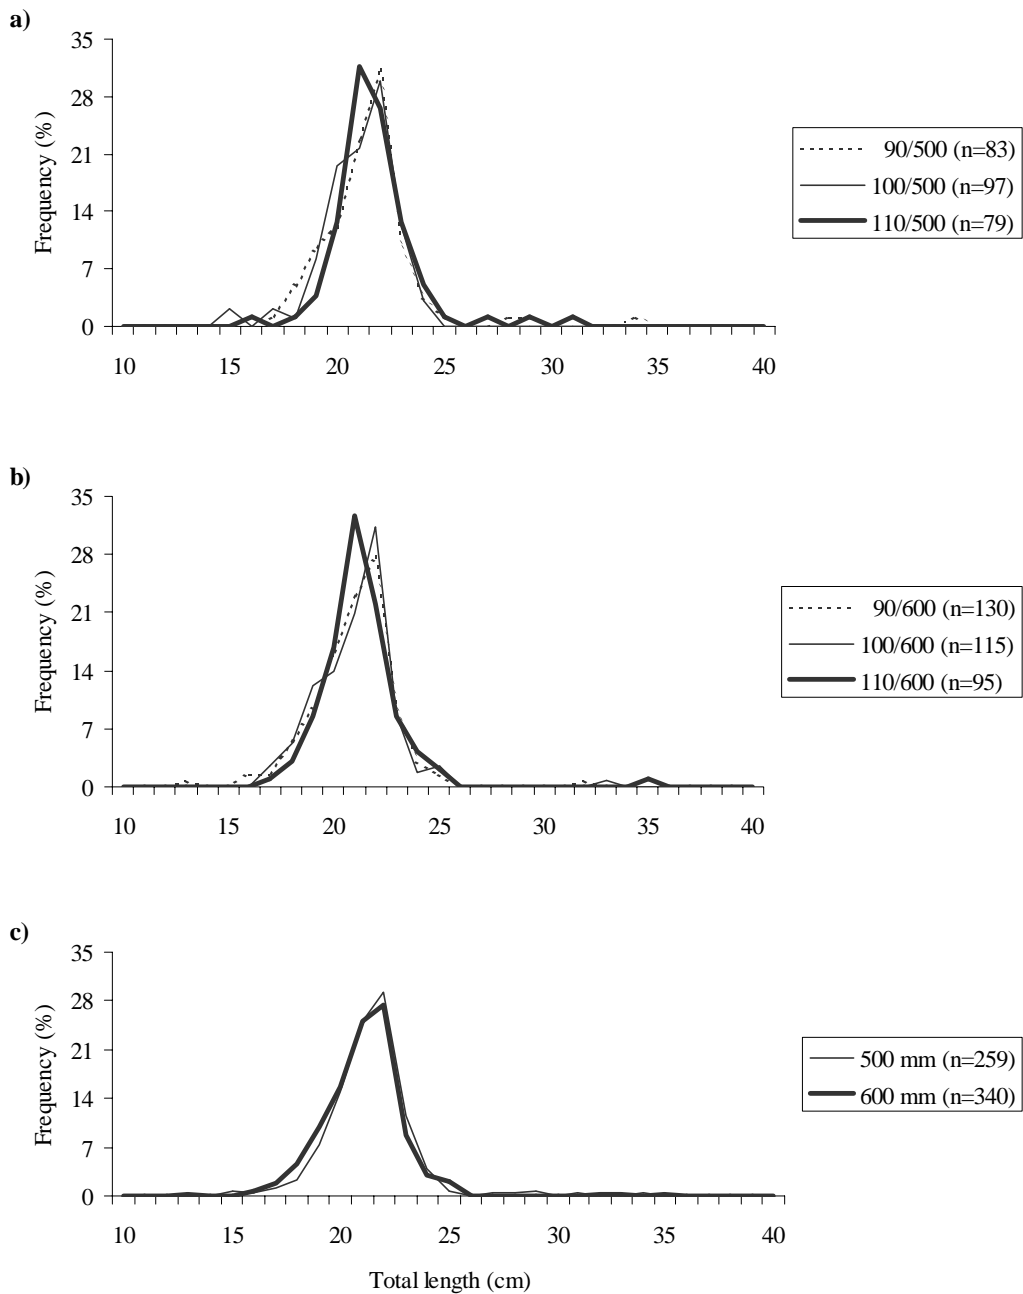 a)
35
28
21
14
7
0
Frequency (%)
10 15 20 25 30 35 40
90/500 (n=83)
100/500 (n=97)
110/500 (n=79)
b)
35
28
21
14
7
0
Frequency (%)
10 15 20 25 30 35 40
90/600 (n=130)
100/600 (n=115)
110/600 (n=95)
c)
35
28
21
14
7
0
Frequency (%)
10 15 20 25 30 35 40
500 mm (n=259)
600 mm (n=340)
Total length (cm)